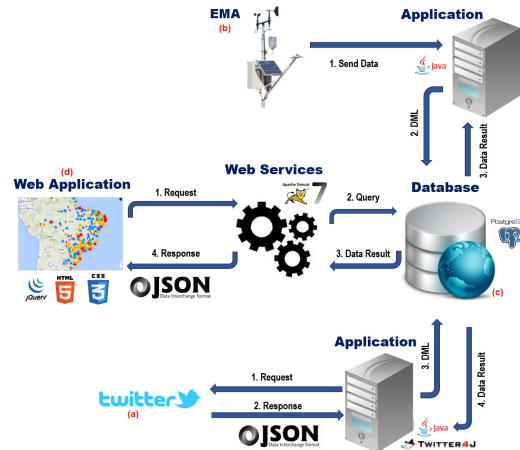 EMA
(b)
Application
1. Send Data
Java
2. DML
3. Data Result
(d)
Web Application
Web Services
Apache Tomcat
7
Database
1. Request
2. Query
4. Response
3. Data Result
PostgreS
jQuery
HTML
5
CSS
3
JSON
Data Interchange Format
(c)
Application
3. DML
4. Data Result
1. Request
twitter
(a)
2. Response
JSON
Data Interchange Format
Java
TWITTER4J